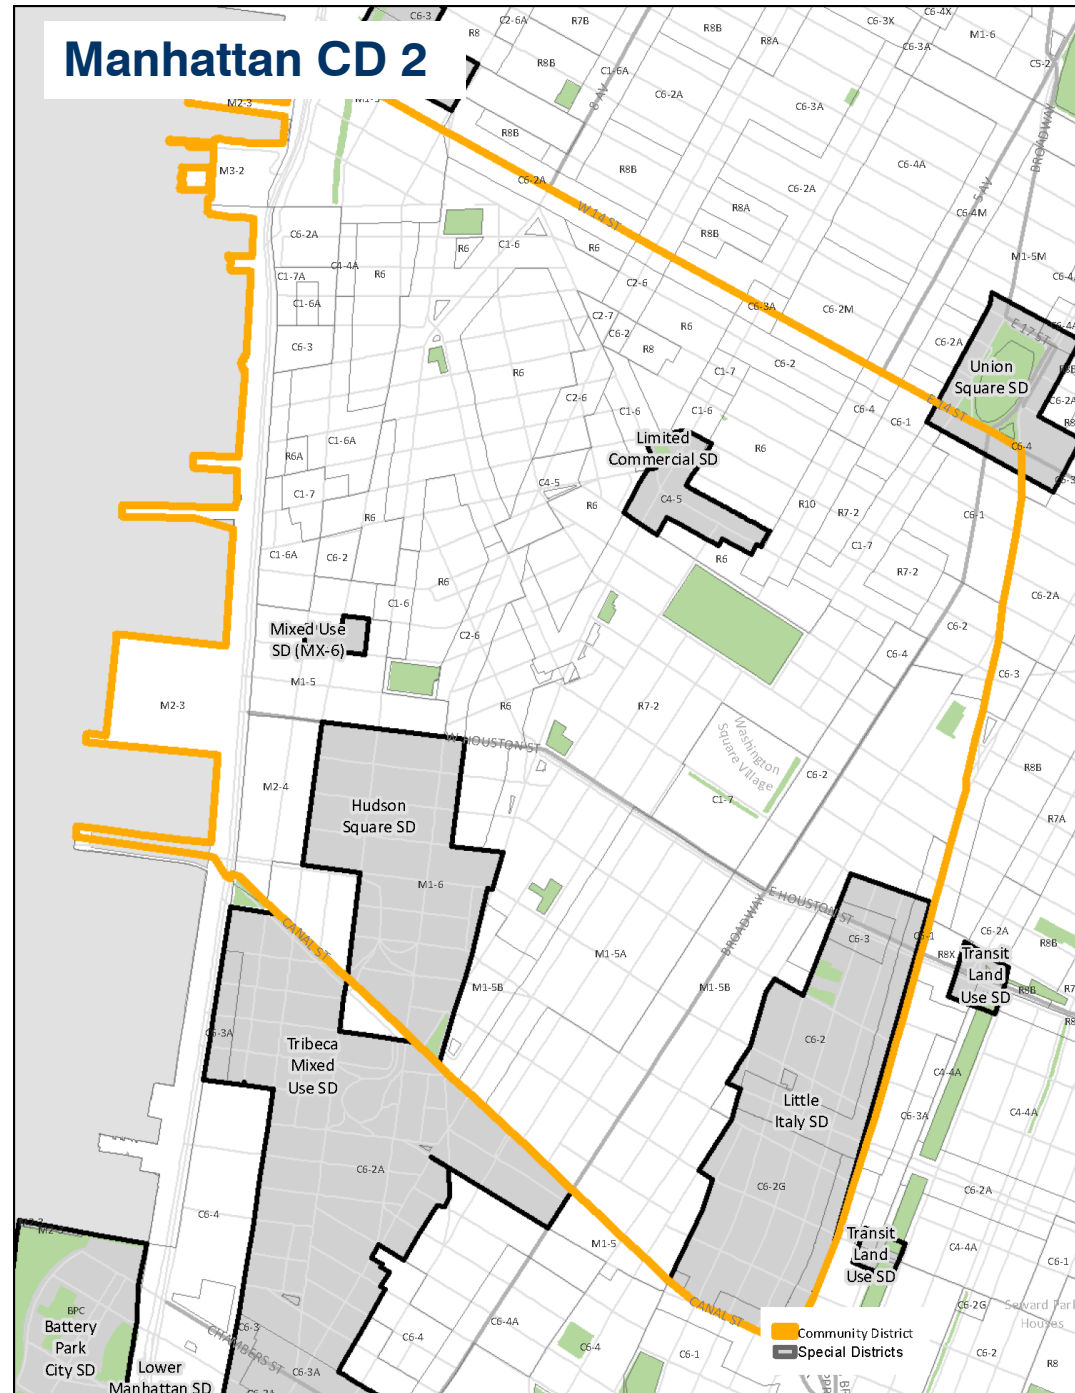 Manhattan CD 2
C6-3
R8
C2-6A
R7B
R8B
R8A
C6-3X
C6-4X
C6-3A
M1-6
C5-2
R8B
C1-6A
8 AV
C6-2A
C6-3A
BROADWAY
M2-3
R8B
M3-2
C6-2A
R8B
C6-4A
W 14 ST
R8A
C6-2A
5 AV
C6-4M
R8B
C6-2A
R6
C1-6
R6
M1-5M
C4-4A
R6
C1-7A
C2-6
C1-6A
C6-3A
C6-2M
C2-7
C6-2
R6
E 17 ST
C6-4A
C6-3
R8
C6-2A
Union
Square SD
C6-2
R6
C1-7
C2-6
C6-2A
C1-6
C1-6
C6-4
C6-1
E 14 ST
Limited
Commercial SD
C1-6A
R6A
R6
C6-4
C4-5
C4-5
C1-7
R6
R10
R7-2
C6-1
R6
C1-6A
C6-2
R6
C1-7
R7-2
R6
C1-6
C6-2A
Mixed Use
SD (MX-6)
C2-6
C6-2
C6-4
C6-3
M1-5
M2-3
R6
R7-2
W HOUSTON ST
Washington
Square Village
C6-2
R8B
M2-4
C1-7
Hudson
Square SD
R7A
M1-6
E HOUSTON ST
BROADWAY
CANAL ST
C6-3
C6-2A
R8B
M1-5A
R8X
Transit
Land
Use SD
R8B
M1-5B
M1-5B
C6-3A
C6-2
Tribeca
Mixed
Use SD
C4-4A
Little
Italy SD
C6-3A
C4-4A
C6-2A
C6-2G
C6-2A
C6-4
M1-5
Transit
Land
Use SD
C4-4A
C6-1
BPC
Battery
Park
City SD
CANAL ST
C6-2G
Seward Park
Houses
C6-3
C6-4
C6-4A
CHAMBERS ST
C6-4
C6-1
C6-2
R8
Lower
Manhattan SD
C6-3A
Community District
Special Districts